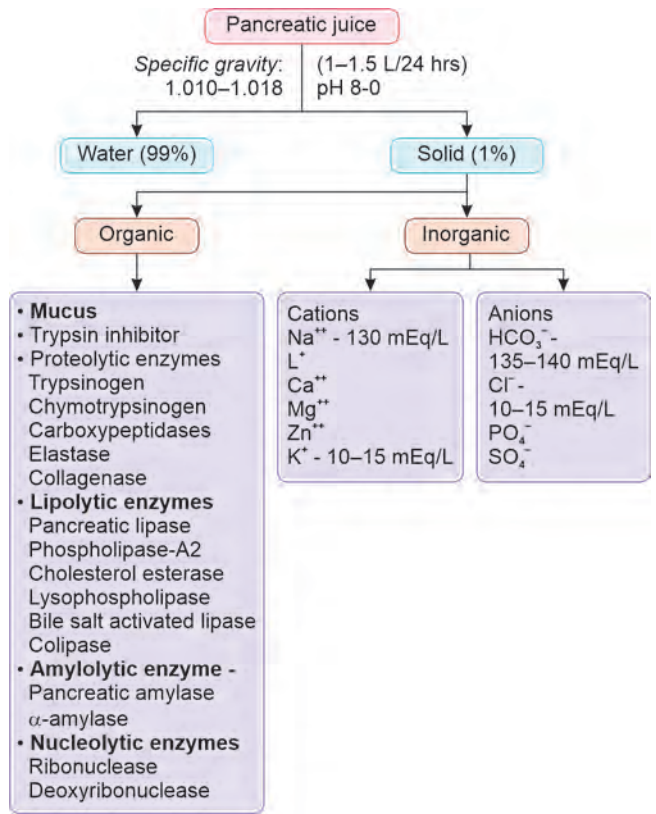 Pancreatic juice
Specific gravity:
1.010–1.018
(1–1.5 L/24 hrs)
pH 8-0
Water (99%)
Solid (1%)
Organic
Inorganic
• Mucus
• Trypsin inhibitor
• Proteolytic enzymes
Trypsinogen
Chymotrypsinogen
Carboxypeptidases
Elastase
Collagenase
• Lipolytic enzymes
Pancreatic lipase
Phospholipase-A2
Cholesterol esterase
Lysophospholipase
Bile salt activated lipase
Colipase
• Amylolytic enzyme -
Pancreatic amylase
α-amylase
• Nucleolytic enzymes
Ribonuclease
Deoxyribonuclease
Cations
Na⁺⁺ - 130 mEq/L
L⁺
Ca⁺⁺
Mg⁺⁺
Zn⁺⁺
K⁺ - 10–15 mEq/L
Anions
HCO₃⁻ -
135–140 mEq/L
Cl⁻ -
10–15 mEq/L
PO₄⁻
SO₄⁻